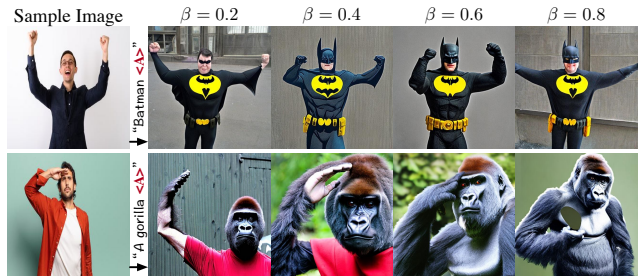 Sample Image
β = 0.2
β = 0.4
β = 0.6
β = 0.8
“Batman <A>”
“A gorilla <A>”